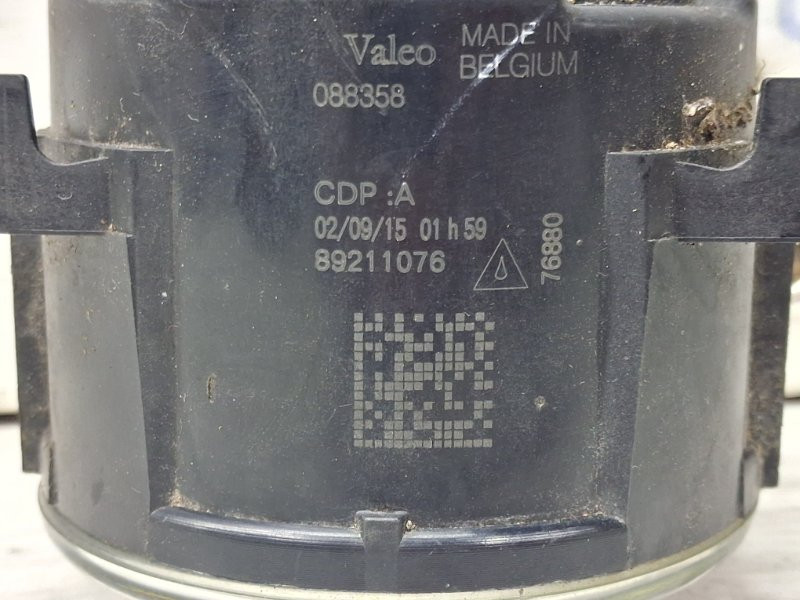 Valeo MADE IN
BELGIUM
088358
CDP :A
02/09/15 01 h 59
89211076
76880